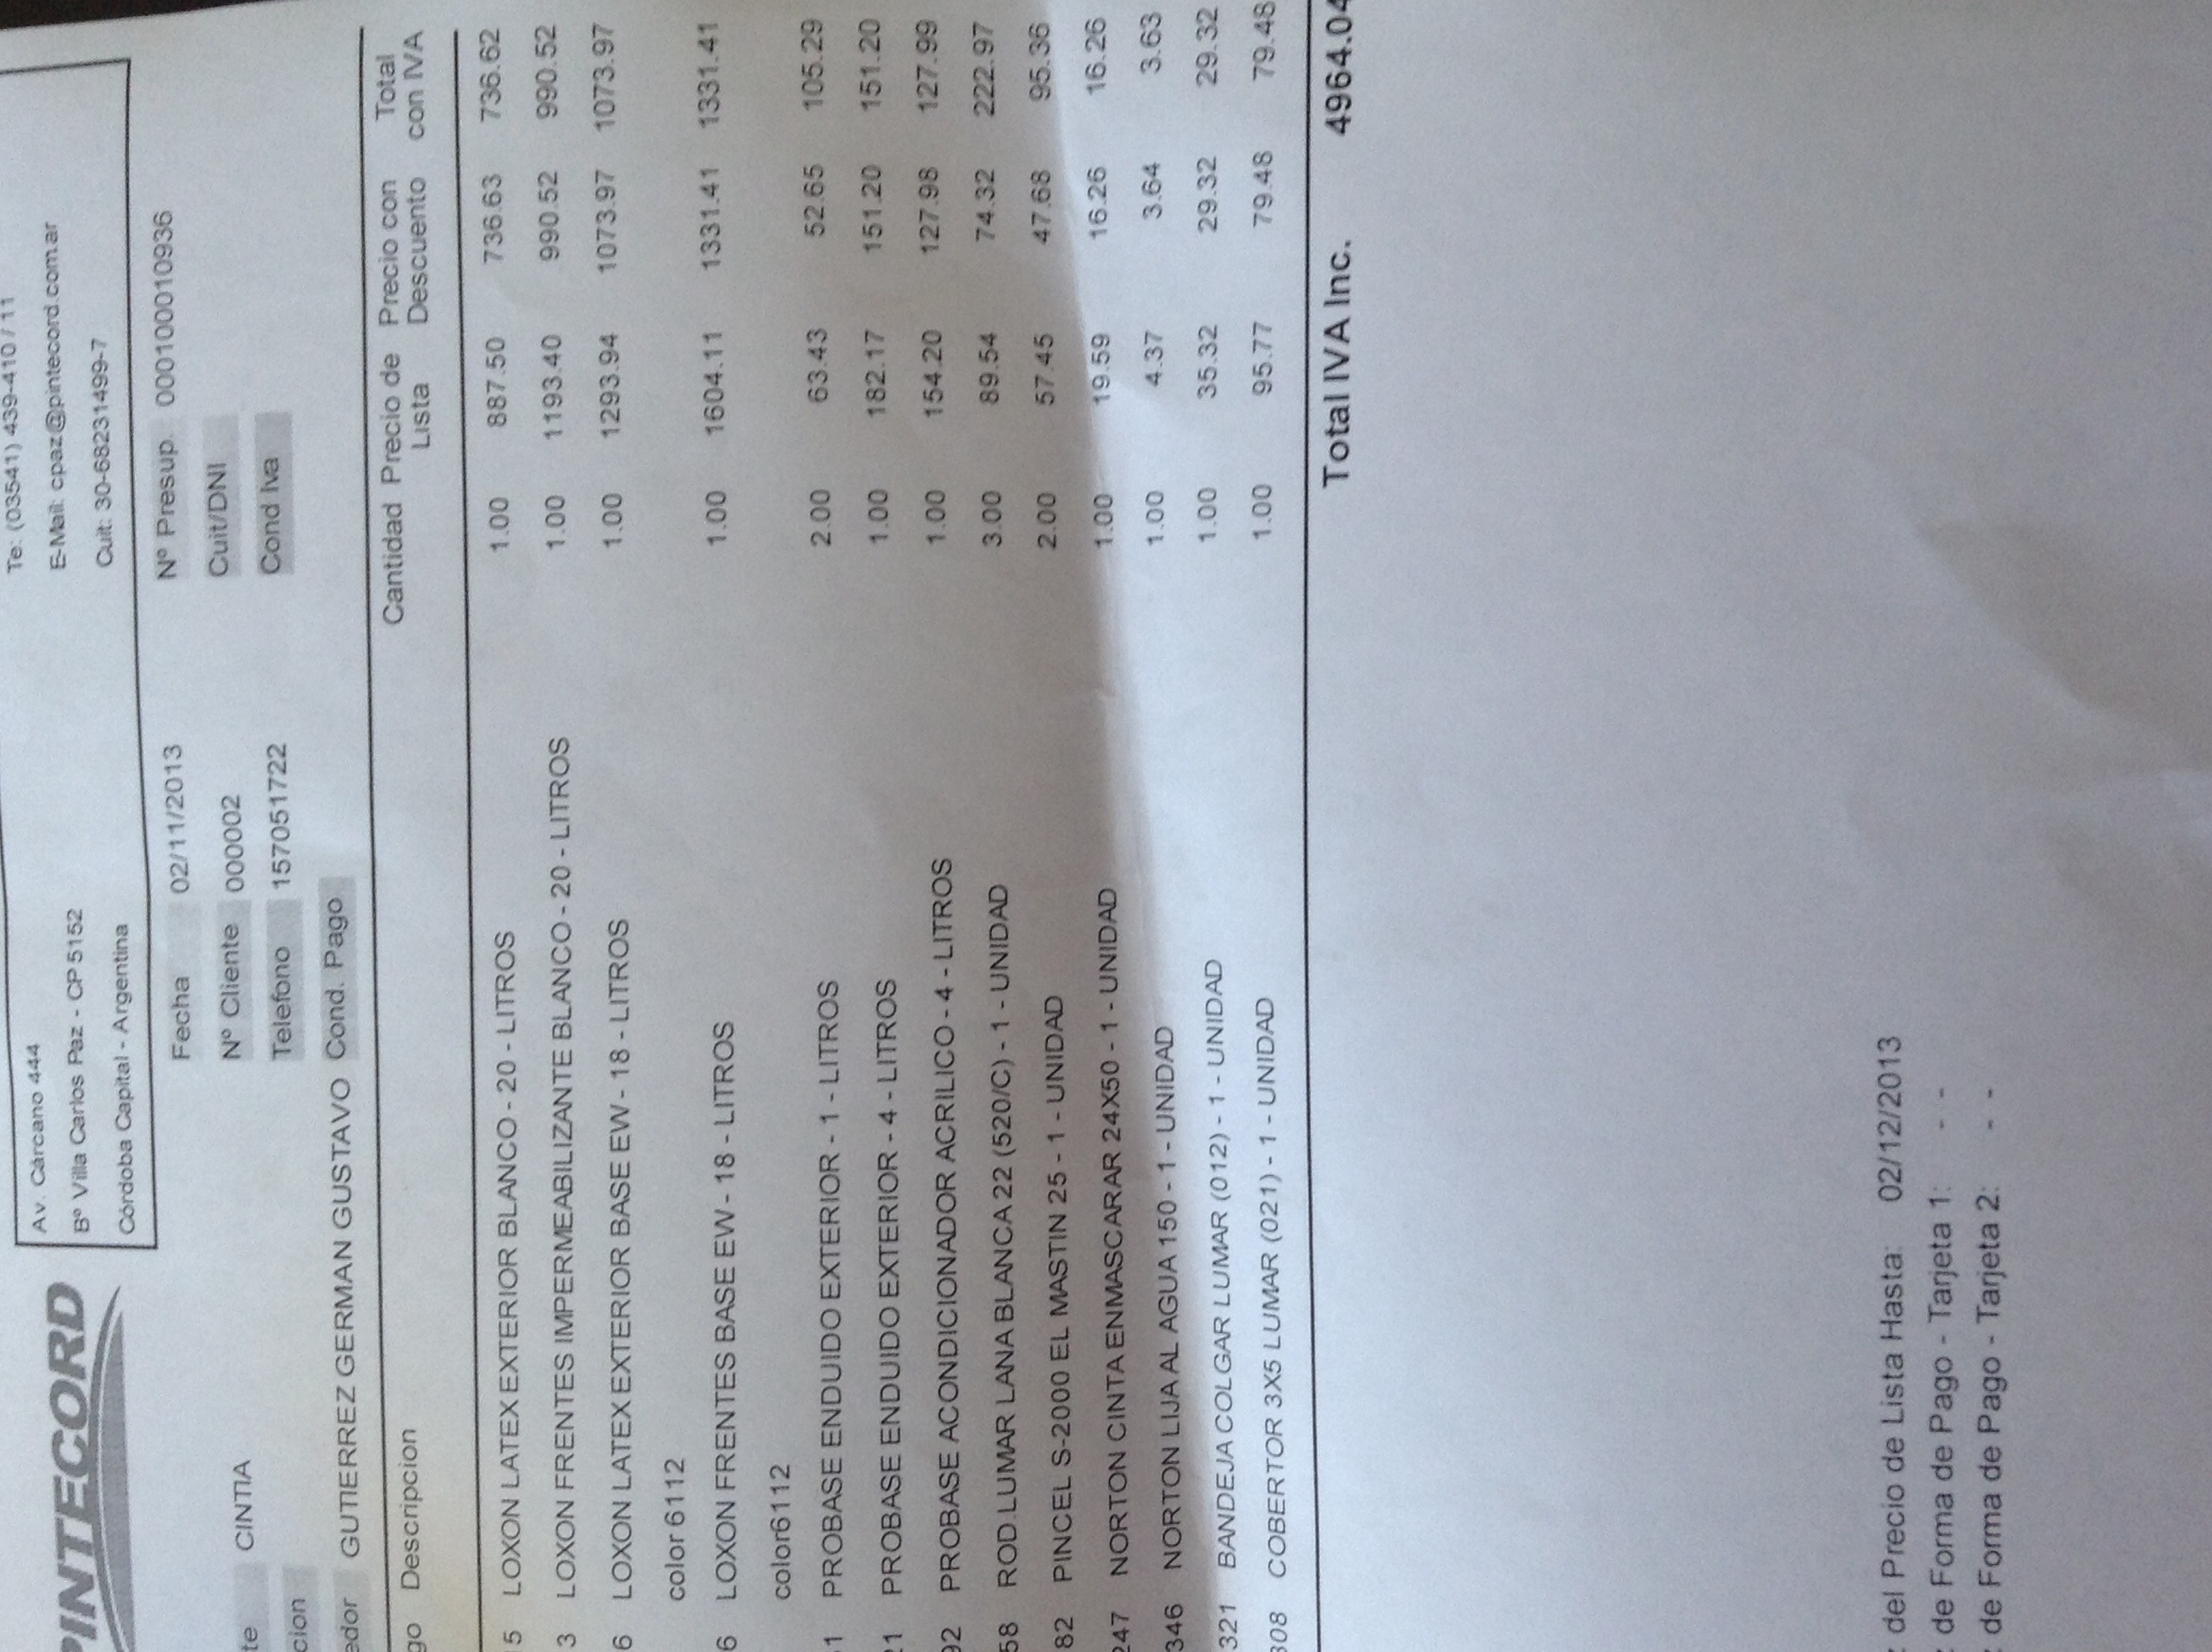 PINTECORD
Av. Cárcano 444
Bº Villa Carlos Paz - CP 5152
Córdoba Capital - Argentina
Te: (03541) 439-410 / 11
E-Mail: cpaz@pintecord.com.ar
Cuit: 30-68231499-7
Fecha 02/11/2013 Nº Presup. 000100010936
te CINTIA Nº Cliente 000002 Cuit/DNI
cion Telefono 157051722 Cond Iva
edor GUTIERREZ GERMAN GUSTAVO Cond. Pago
go Descripcion Cantidad Precio de Lista Precio con Descuento Total con IVA
15 LOXON LATEX EXTERIOR BLANCO - 20 - LITROS 1.00 887.50 736.63 736.62
3 LOXON FRENTES IMPERMEABILIZANTE BLANCO - 20 - LITROS 1.00 1193.40 990.52 990.52
6 LOXON LATEX EXTERIOR BASE EW - 18 - LITROS 1.00 1293.94 1073.97 1073.97
color 6112
6 LOXON FRENTES BASE EW - 18 - LITROS 1.00 1604.11 1331.41 1331.41
color6112
1 PROBASE ENDUIDO EXTERIOR - 1 - LITROS 2.00 63.43 52.65 105.29
21 PROBASE ENDUIDO EXTERIOR - 4 - LITROS 1.00 182.17 151.20 151.20
92 PROBASE ACONDICIONADOR ACRILICO - 4 - LITROS 1.00 154.20 127.98 127.99
58 ROD.LUMAR LANA BLANCA 22 (520/C) - 1 - UNIDAD 3.00 89.54 74.32 222.97
82 PINCEL S-2000 EL MASTIN 25 - 1 - UNIDAD 2.00 57.45 47.68 95.36
247 NORTON CINTA ENMASCARAR 24X50 - 1 - UNIDAD 1.00 19.59 16.26 16.26
346 NORTON LIJA AL AGUA 150 - 1 - UNIDAD 1.00 4.37 3.64 3.63
321 BANDEJA COLGAR LUMAR (012) - 1 - UNIDAD 1.00 35.32 29.32 29.32
308 COBERTOR 3X5 LUMAR (021) - 1 - UNIDAD 1.00 95.77 79.48 79.48
Total IVA Inc. 4964.04
del Precio de Lista Hasta: 02/12/2013
de Forma de Pago - Tarjeta 1: - -
de Forma de Pago - Tarjeta 2: - -